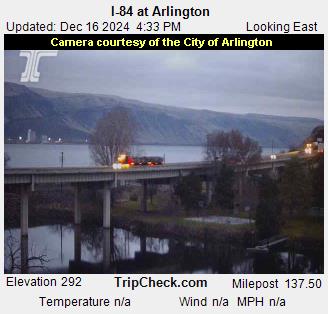 I-84 at Arlington
Updated: Dec 16 2024 4:33 PM Looking East
Camera courtesy of the City of Arlington
Elevation 292 TripCheck.com Milepost 137.50
Temperature n/a Wind n/a MPH n/a